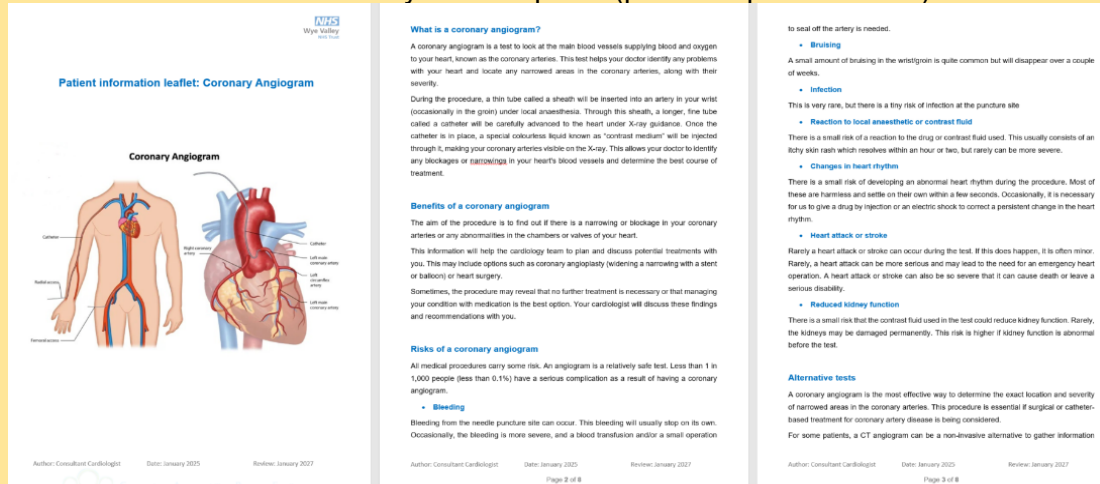 NHS
Wye Valley
NHS Trust
Patient information leaflet: Coronary Angiogram
Coronary Angiogram
Catheter
Radial access
Femoral access
Right coronary
artery
Catheter
Left main
coronary artery
Left
circumflex
artery
Left main
coronary artery
Author: Consultant Cardiologist Date: January 2025 Review: January 2027
What is a coronary angiogram?
A coronary angiogram is a test to look at the main blood vessels supplying blood and oxygen
to your heart, known as the coronary arteries. This test helps your doctor identify any problems
with your heart and locate any narrowed areas in the coronary arteries, along with their
severity.
During the procedure, a thin tube called a sheath will be inserted into an artery in your wrist
(occasionally in the groin) under local anaesthesia. Through this sheath, a longer, fine tube
called a catheter will be carefully advanced to the heart under X-ray guidance. Once the
catheter is in place, a special colourless liquid known as "contrast medium" will be injected
through it, making your coronary arteries visible on the X-ray. This allows your doctor to identify
any blockages or narrowings in your heart's blood vessels and determine the best course of
treatment.
Benefits of a coronary angiogram
The aim of the procedure is to find out if there is a narrowing or blockage in your coronary
arteries or any abnormalities in the chambers or valves of your heart.
This information will help the cardiology team to plan and discuss potential treatments with
you. This may include options such as coronary angioplasty (widening a narrowing with a stent
or balloon) or heart surgery.
Sometimes, the procedure may reveal that no further treatment is necessary or that managing
your condition with medication is the best option. Your cardiologist will discuss these findings
and recommendations with you.
Risks of a coronary angiogram
All medical procedures carry some risk. An angiogram is a relatively safe test. Less than 1 in
1,000 people (less than 0.1%) have a serious complication as a result of having a coronary
angiogram.
• Bleeding
Bleeding from the needle puncture site can occur. This bleeding will usually stop on its own.
Occasionally, the bleeding is more severe, and a blood transfusion and/or a small operation
Author: Consultant Cardiologist Date: January 2025 Review: January 2027
Page 2 of 8
to seal off the artery is needed.
• Bruising
A small amount of bruising in the wrist/groin is quite common but will disappear over a couple
of weeks.
• Infection
This is very rare, but there is a tiny risk of infection at the puncture site
• Reaction to local anaesthetic or contrast fluid
There is a small risk of a reaction to the drug or contrast fluid used. This usually consists of an
itchy skin rash which resolves within an hour or two, but rarely can be more severe.
• Changes in heart rhythm
There is a small risk of developing an abnormal heart rhythm during the procedure. Most of
these are harmless and settle on their own within a few seconds. Occasionally, it is necessary
for us to give a drug by injection or an electric shock to correct a persistent change in the heart
rhythm.
• Heart attack or stroke
Rarely a heart attack or stroke can occur during the test. If this does happen, it is often minor.
Rarely, a heart attack can be more serious and may lead to the need for an emergency heart
operation. A heart attack or stroke can also be so severe that it can cause death or leave a
serious disability.
• Reduced kidney function
There is a small risk that the contrast fluid used in the test could reduce kidney function. Rarely,
the kidneys may be damaged permanently. This risk is higher if kidney function is abnormal
before the test.
Alternative tests
A coronary angiogram is the most effective way to determine the exact location and severity
of narrowed areas in the coronary arteries. This procedure is essential if surgical or catheter-
based treatment for coronary artery disease is being considered.
For some patients, a CT angiogram can be a non-invasive alternative to gather information
Author: Consultant Cardiologist Date: January 2025 Review: January 2027
Page 3 of 8